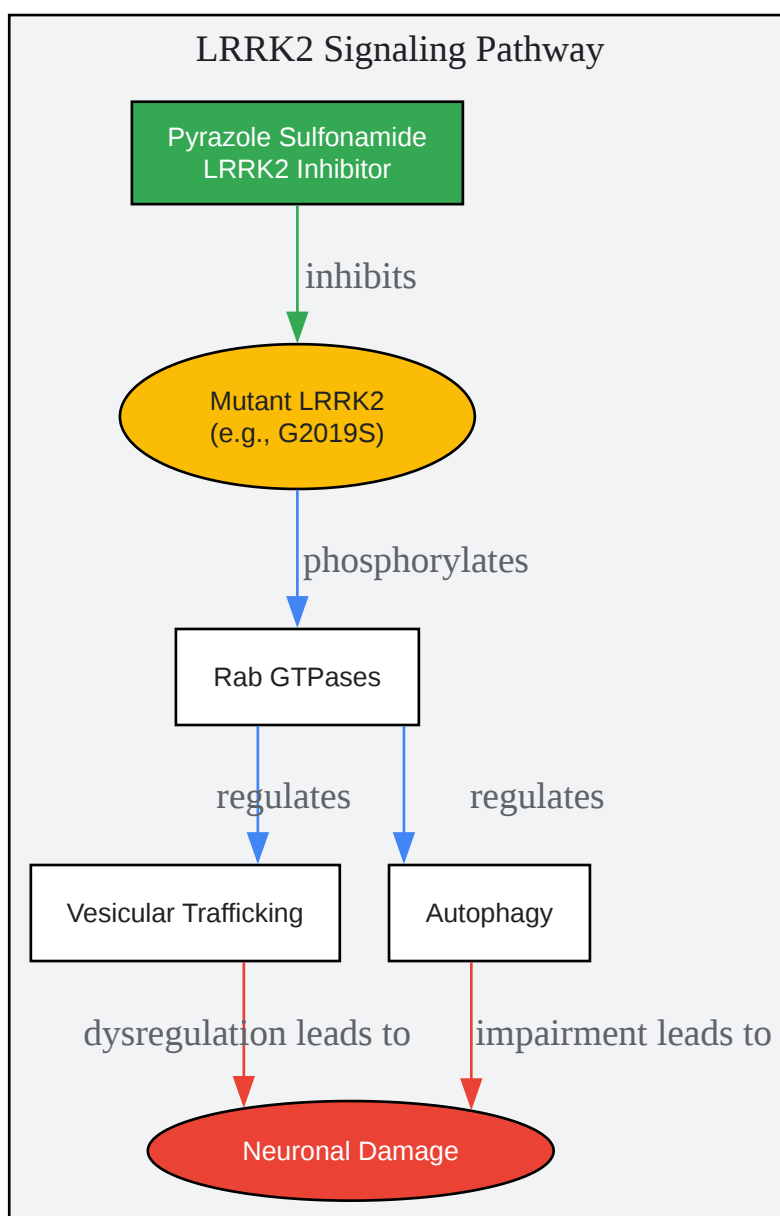 LRRK2 Signaling Pathway
Pyrazole Sulfonamide
LRRK2 Inhibitor
inhibits
Mutant LRRK2
(e.g., G2019S)
phosphorylates
Rab GTPases
regulates
regulates
Vesicular Trafficking
Autophagy
dysregulation leads to
impairment leads to
Neuronal Damage